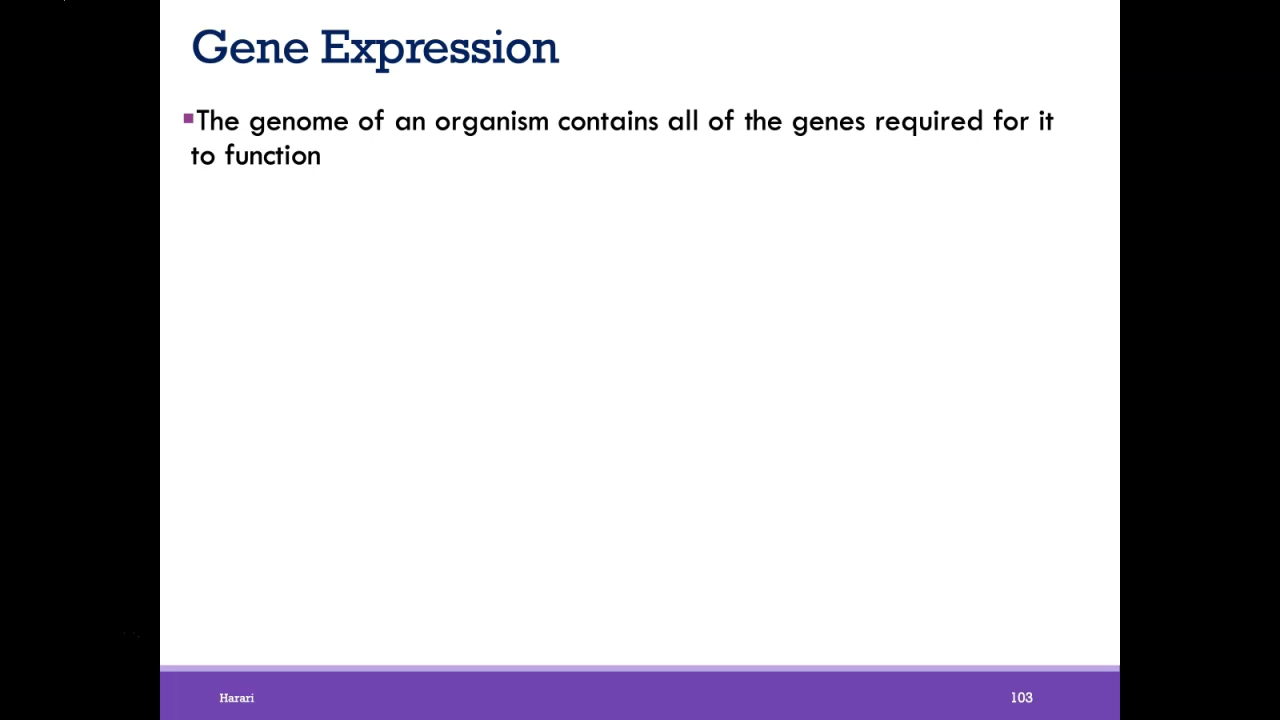 Gene Expression
▪The genome of an organism contains all of the genes required for it
to function
Harari
103